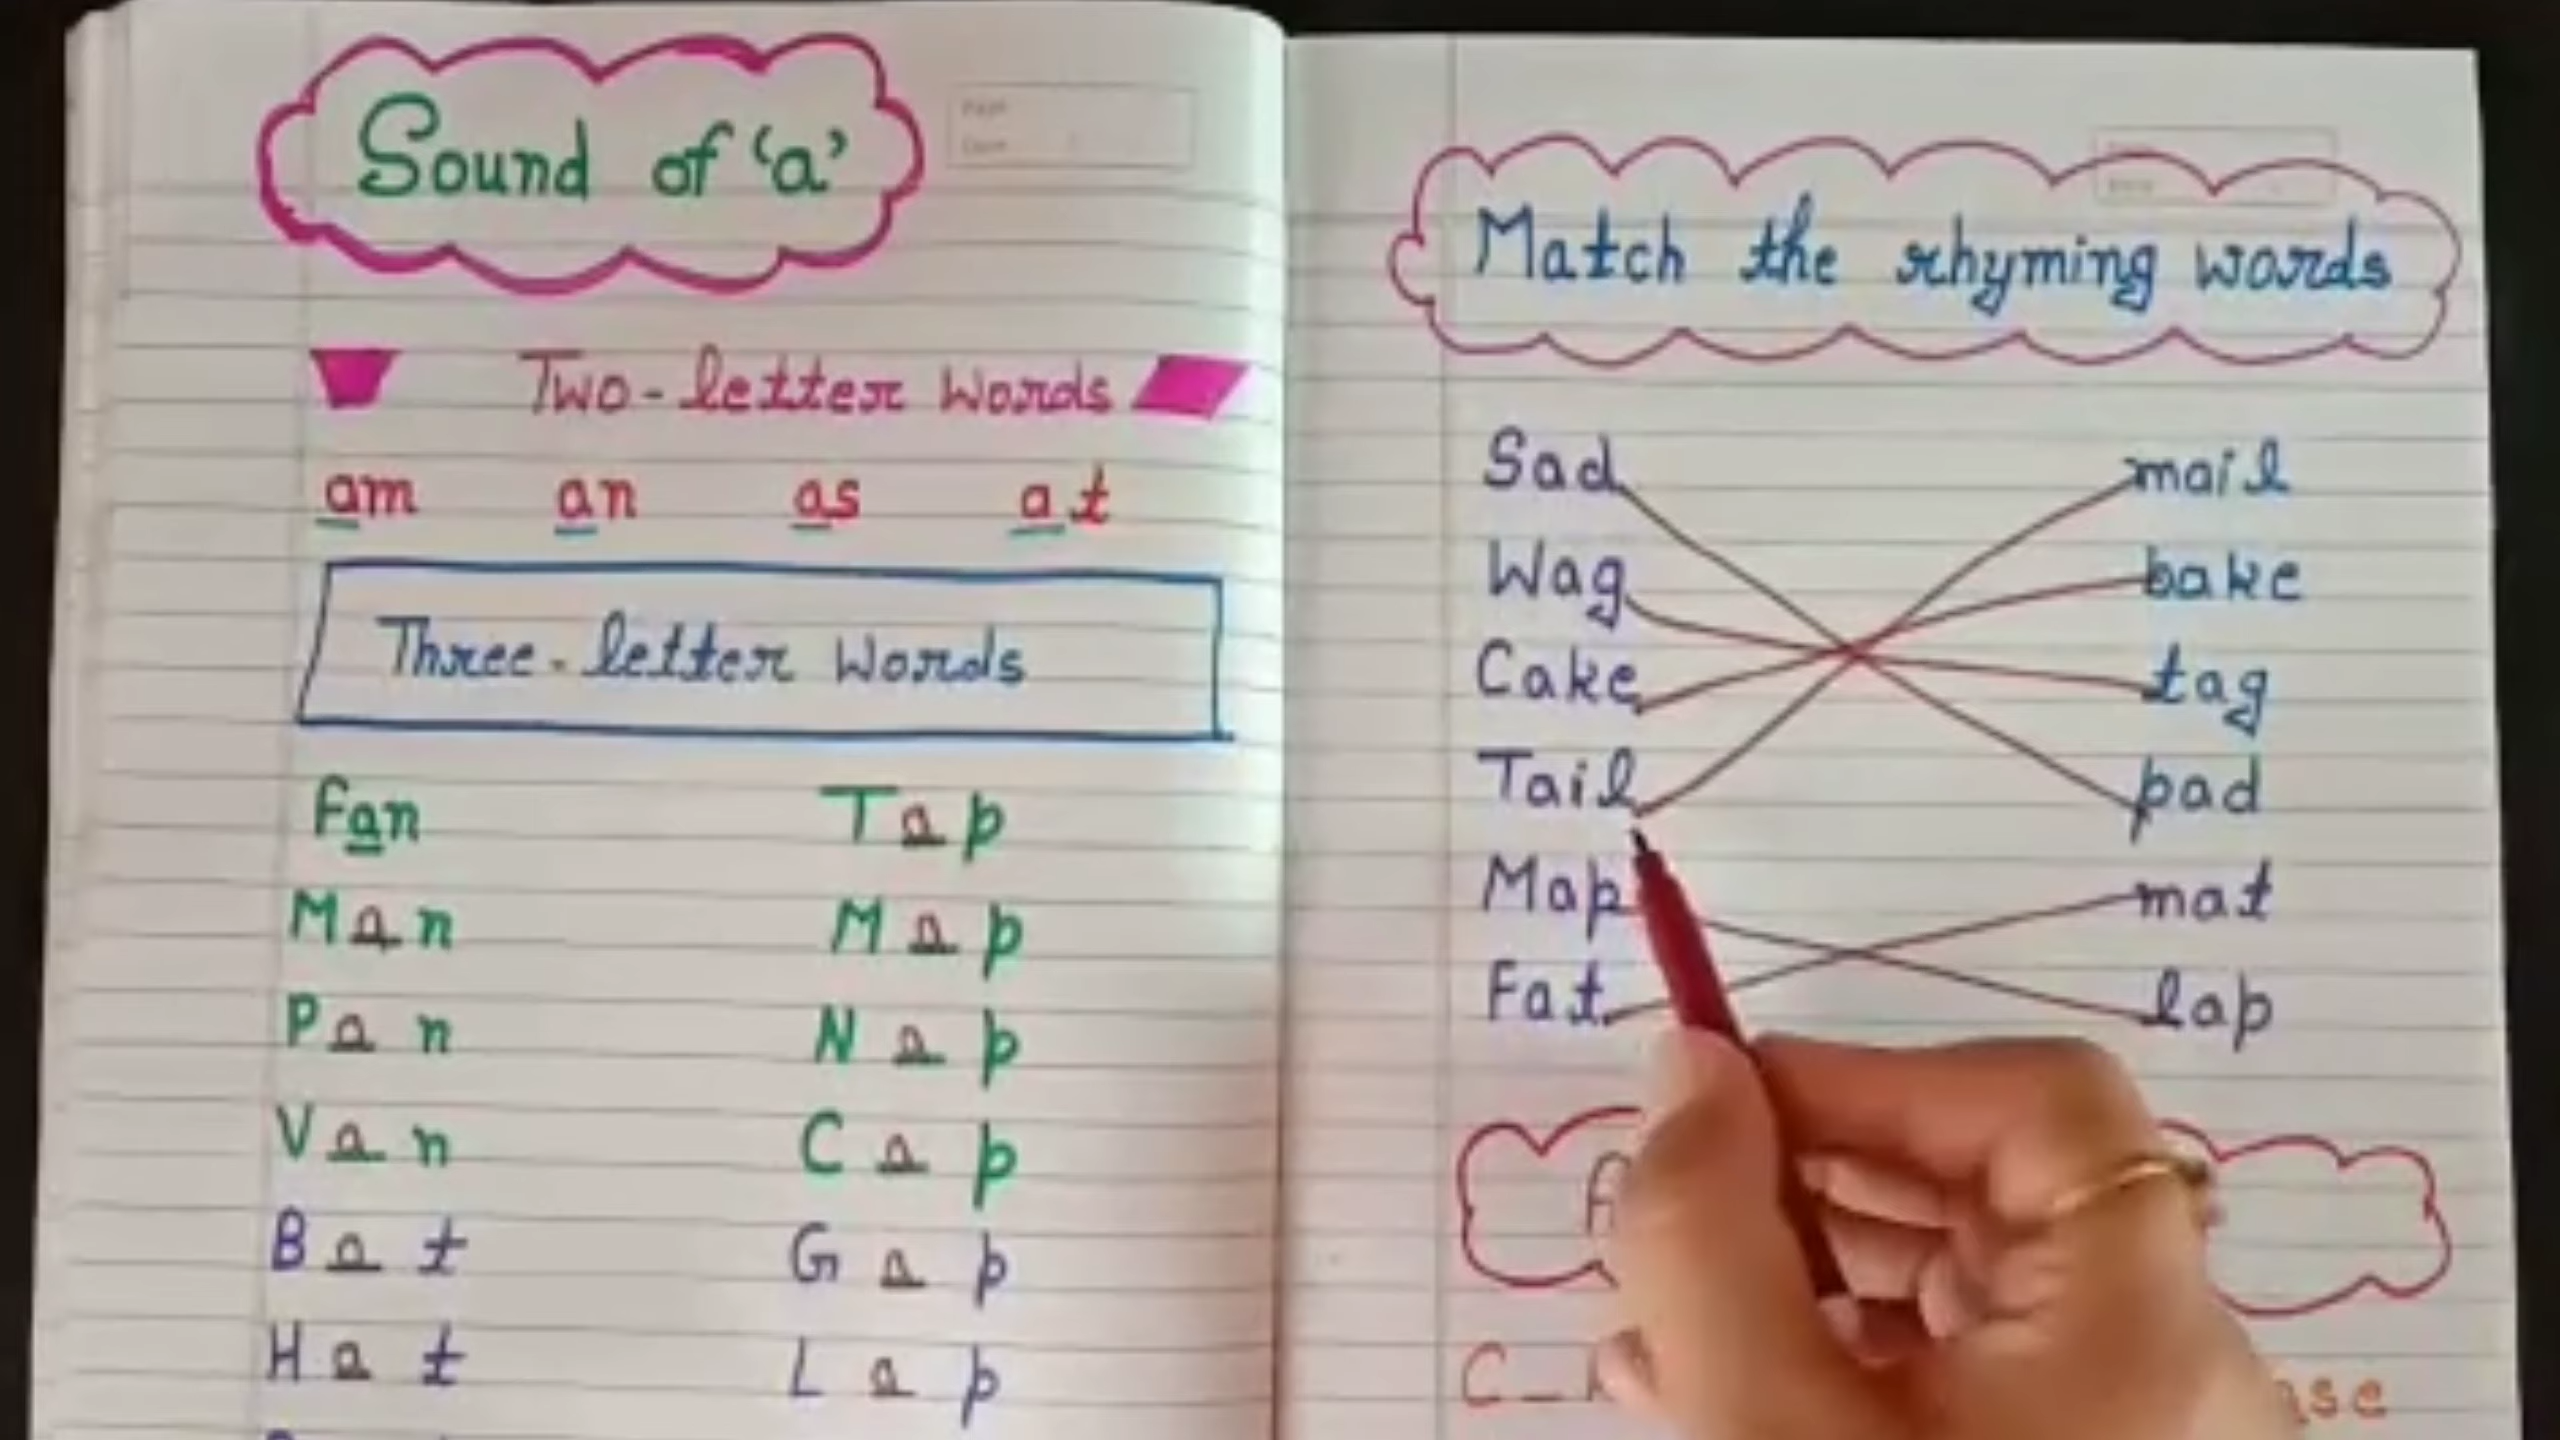 Sound of 'a'
Two-letter words
am an as at
Three-letter words
Fan Tap
Man Map
Pan Nap
Van Cap
Bat Gap
Hat Lap
Match the rhyming words
Sad mail
Wag bake
Cake tag
Tail pad
Map mat
Fat lap